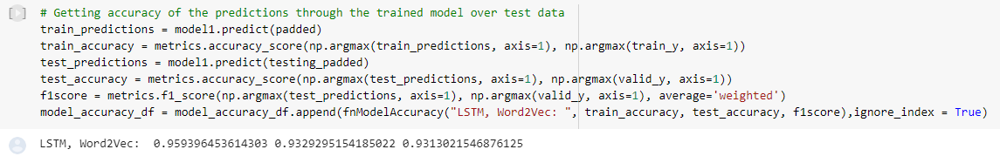 # Getting accuracy of the predictions through the trained model over test data
train_predictions = model1.predict(padded)
train_accuracy = metrics.accuracy_score(np.argmax(train_predictions, axis=1), np.argmax(train_y, axis=1))
test_predictions = model1.predict(testing_padded)
test_accuracy = metrics.accuracy_score(np.argmax(test_predictions, axis=1), np.argmax(valid_y, axis=1))
f1score = metrics.f1_score(np.argmax(test_predictions, axis=1), np.argmax(valid_y, axis=1), average='weighted')
model_accuracy_df = model_accuracy_df.append(fnModelAccuracy("LSTM, Word2Vec: ", train_accuracy, test_accuracy, f1score),ignore_index = True)
LSTM, Word2Vec:  0.959396453614303 0.9329295154185022 0.9313021546876125